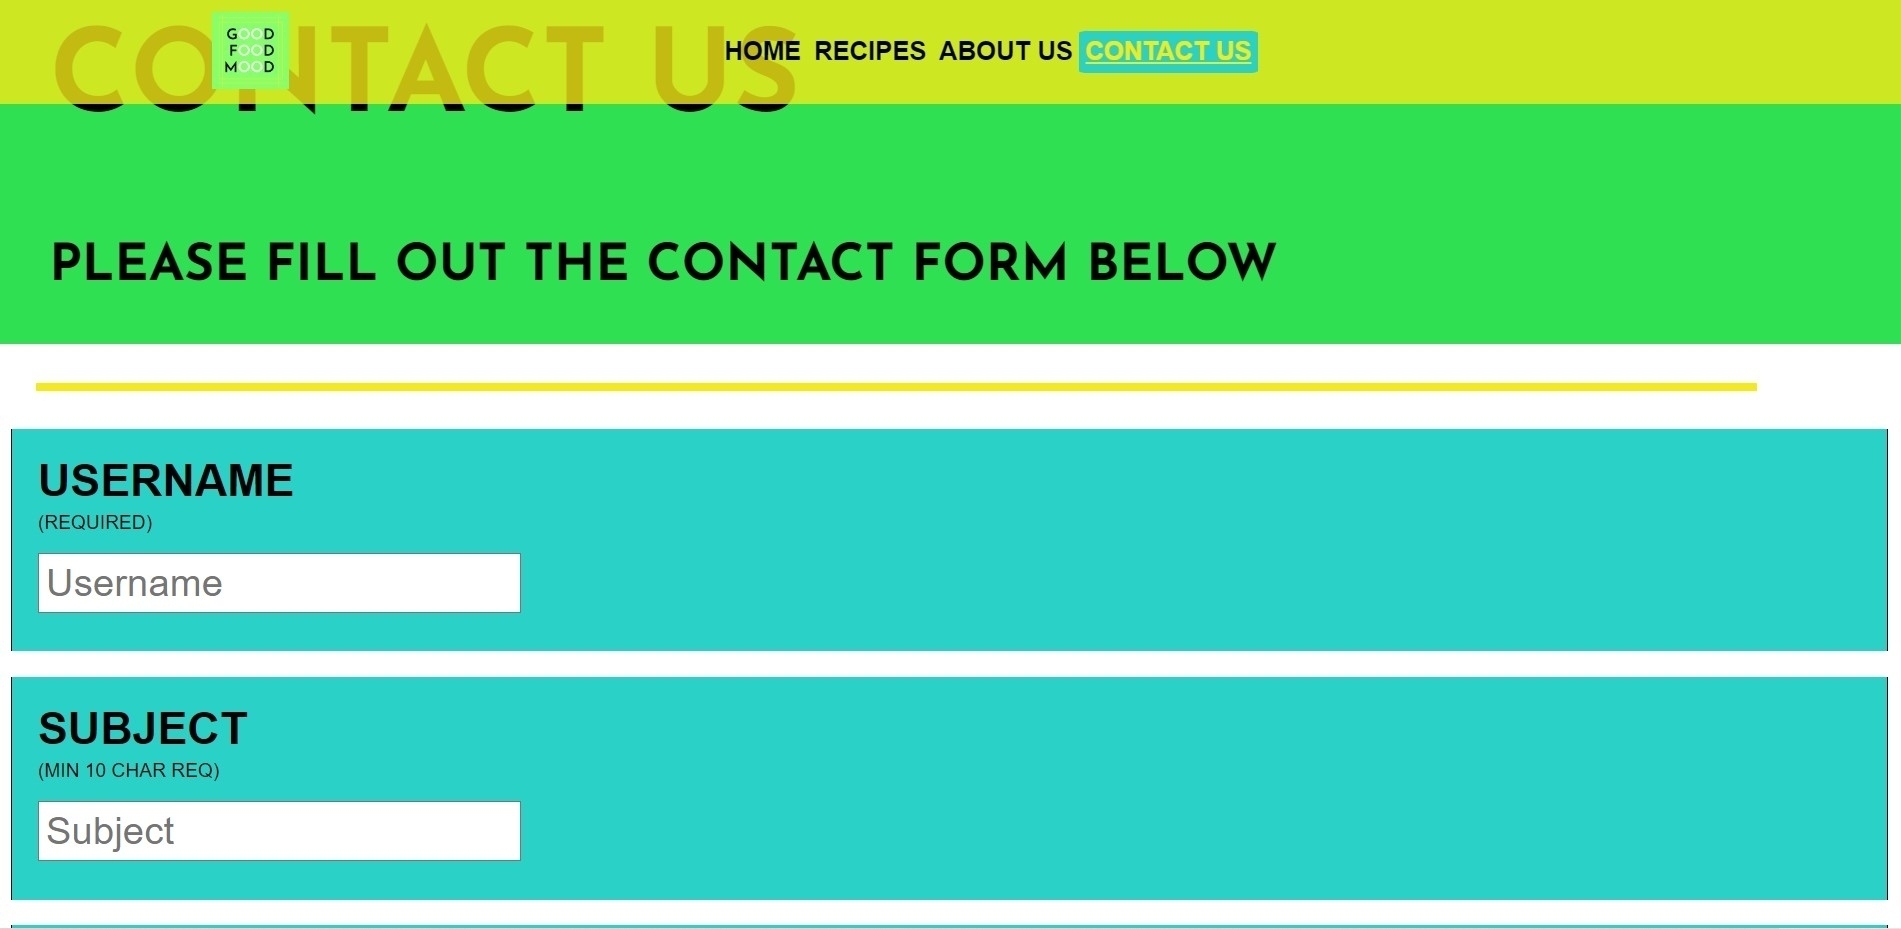 CONTACT US
GOOD
FOOD
MOOD
HOME RECIPES ABOUT US CONTACT US
PLEASE FILL OUT THE CONTACT FORM BELOW
USERNAME
(REQUIRED)
Username
SUBJECT
(MIN 10 CHAR REQ)
Subject